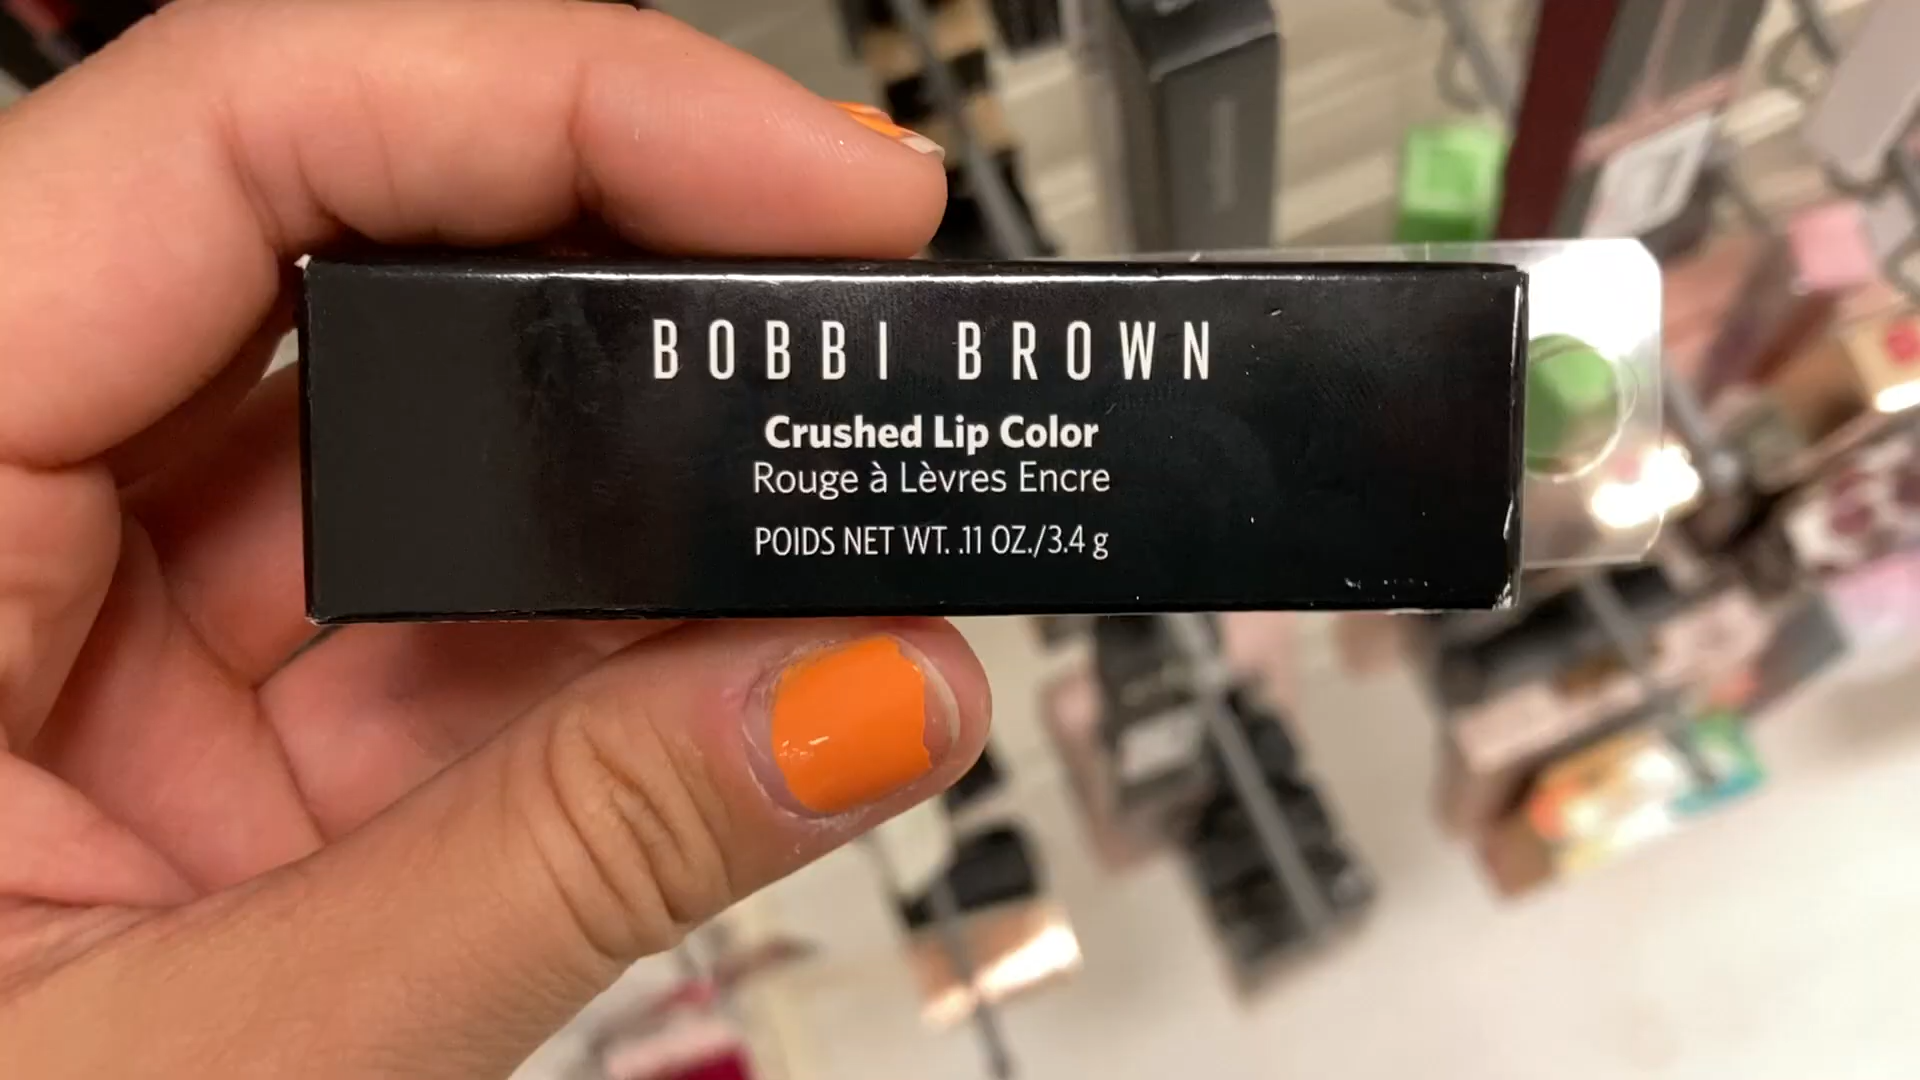 BOBBI BROWN
Crushed Lip Color
Rouge à Lèvres Encre
POIDS NET WT. .11 OZ./3.4 g